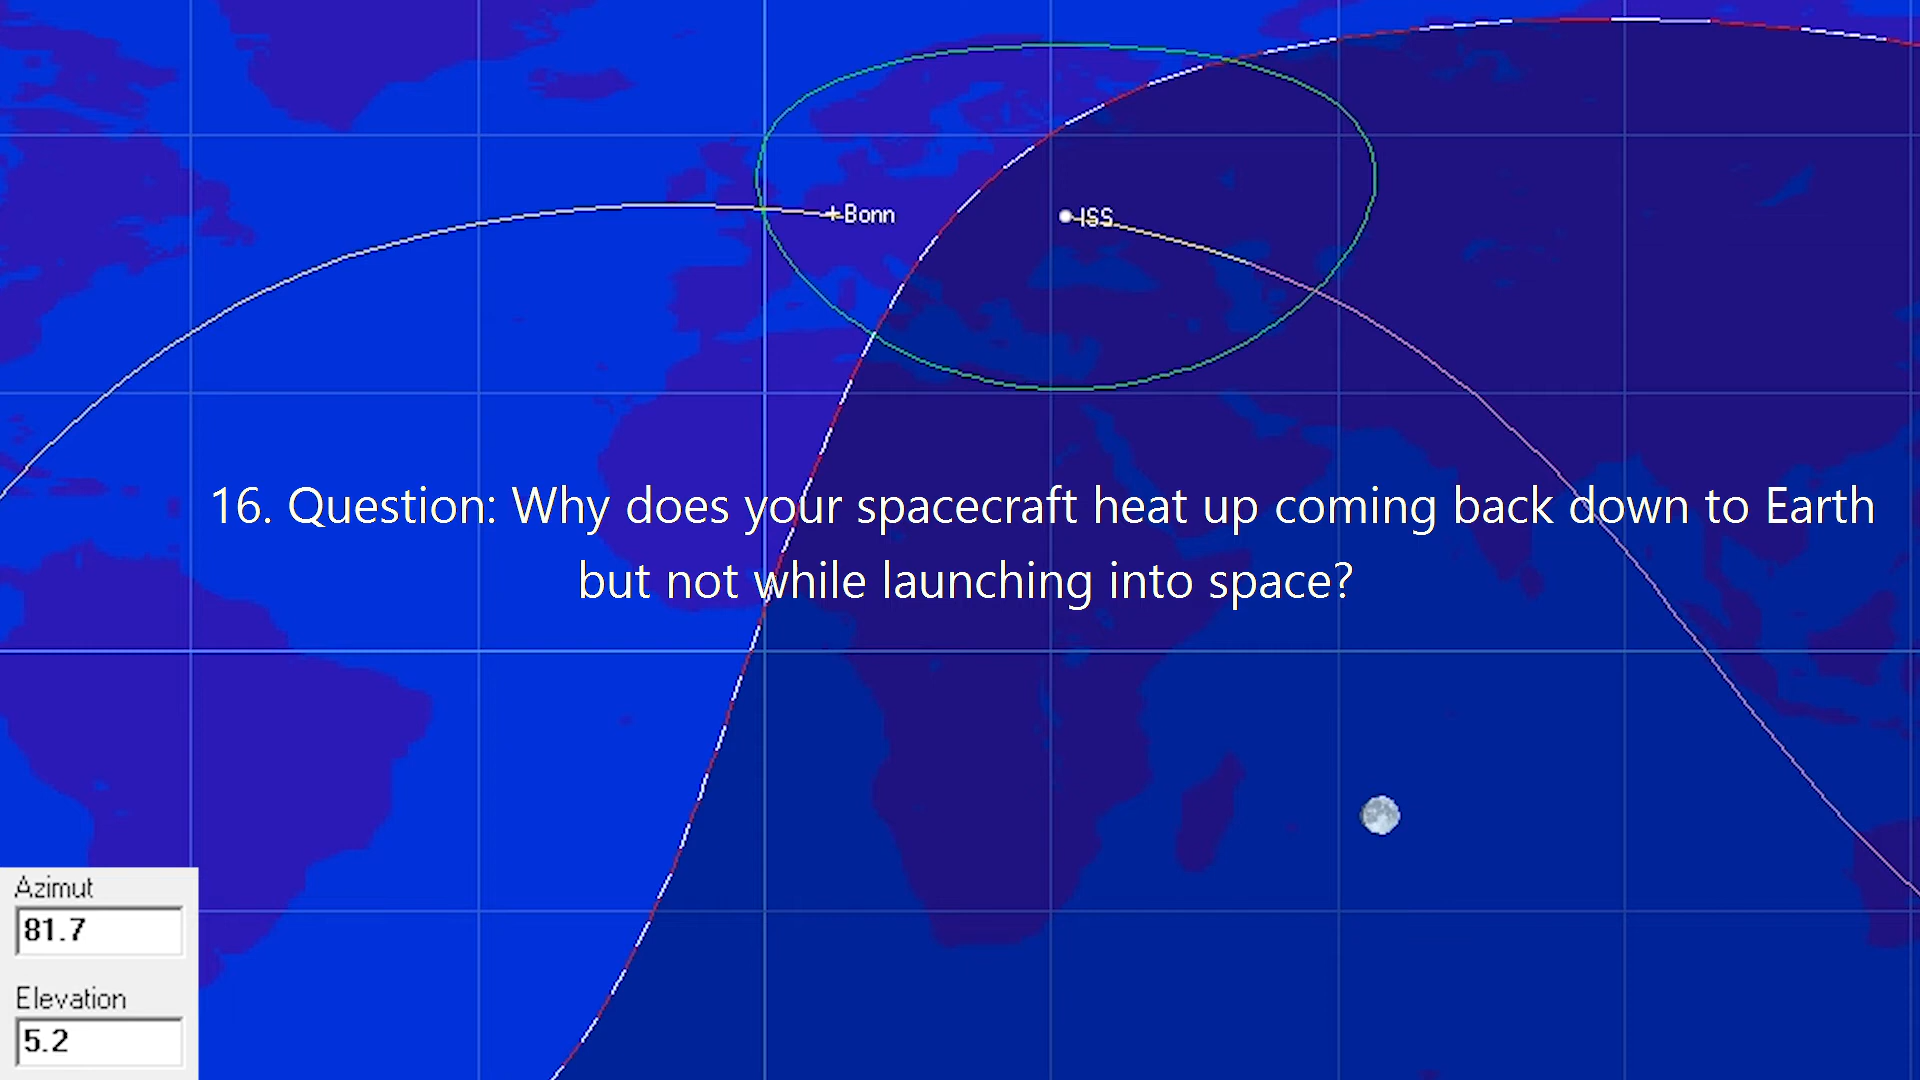 Bonn
ISS
16. Question: Why does your spacecraft heat up coming back down to Earth
but not while launching into space?
Azimut
81.7
Elevation
5.2